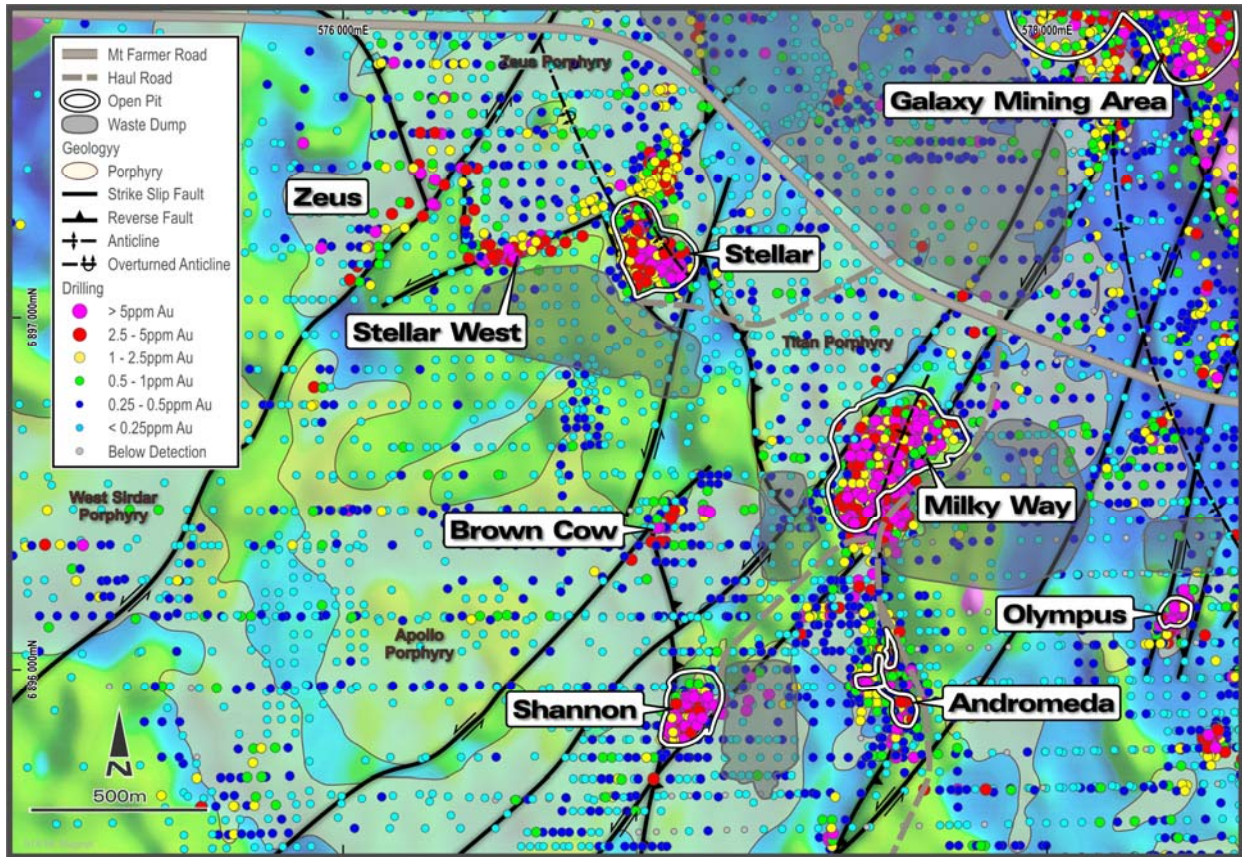 576 000mE
578 000mE
Mt Farmer Road
Haul Road
Open Pit
Waste Dump
Geologyy
Porphyry
Strike Slip Fault
Reverse Fault
Anticline
Overturned Anticline
Drilling
> 5ppm Au
2.5 - 5ppm Au
1 - 2.5ppm Au
0.5 - 1ppm Au
0.25 - 0.5ppm Au
< 0.25ppm Au
Below Detection
Zeus Porphyry
Galaxy Mining Area
Zeus
Stellar
6 897 000mN
Stellar West
Titan Porphyry
West Sirdar
Porphyry
Milky Way
Brown Cow
Olympus
Apollo
Porphyry
6 896 000mN
Shannon
Andromeda
N
500m